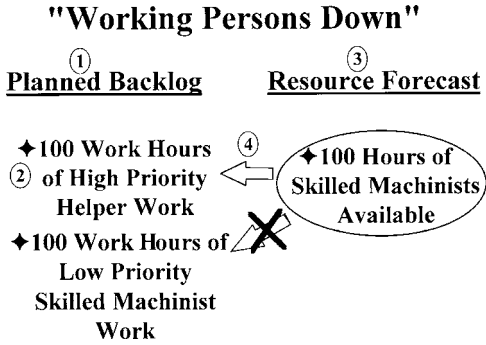 "Working Persons Down"
1 3
Planned Backlog Resource Forecast
✦100 Work Hours
2 of High Priority
Helper Work
✦100 Work Hours of
Low Priority
Skilled Machinist
Work
4
✦100 Hours of
Skilled Machinists
Available